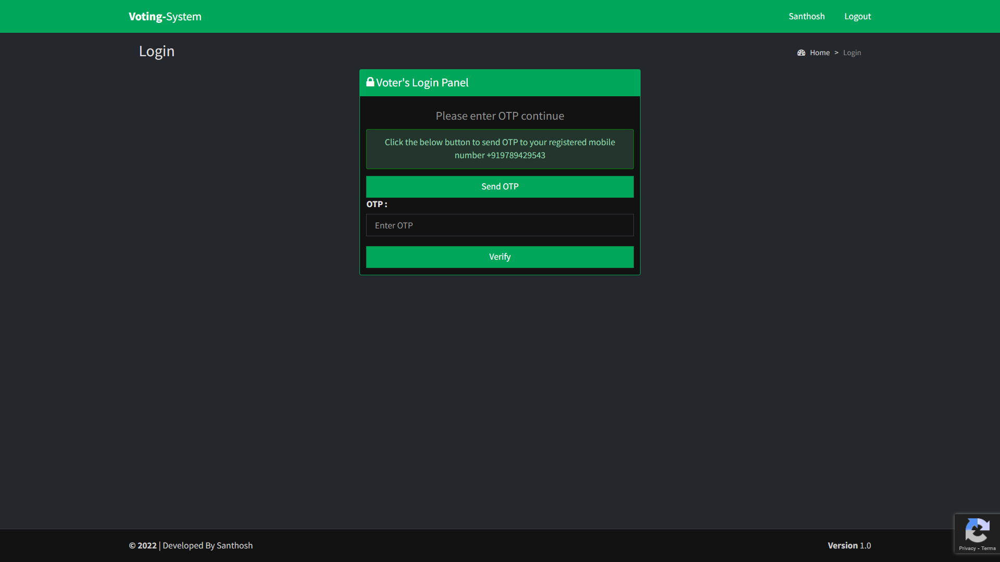 Voting-System
Santhosh
Logout
Login
Home > Login
Voter's Login Panel
Please enter OTP continue
Click the below button to send OTP to your registered mobile
number +919789429543
Send OTP
OTP :
Enter OTP
Verify
© 2022 | Developed By Santhosh
Version 1.0
Privacy - Terms